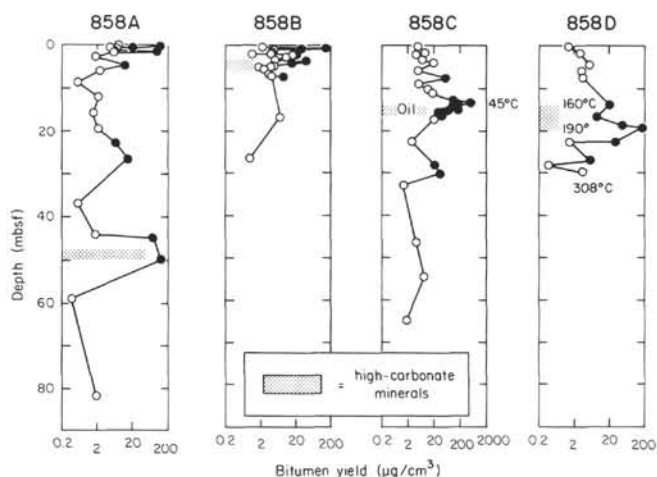 858A 858B 858C 858D
0
20
40
60
80
Depth (mbsf)
Oil
45°C
160°C
190°
308°C
= high-carbonate
minerals
0.2 2 20 200 0.2 2 20 200 0.2 2 20 200 2000 0.2 2 20 200
Bitumen yield (µg/cm³)